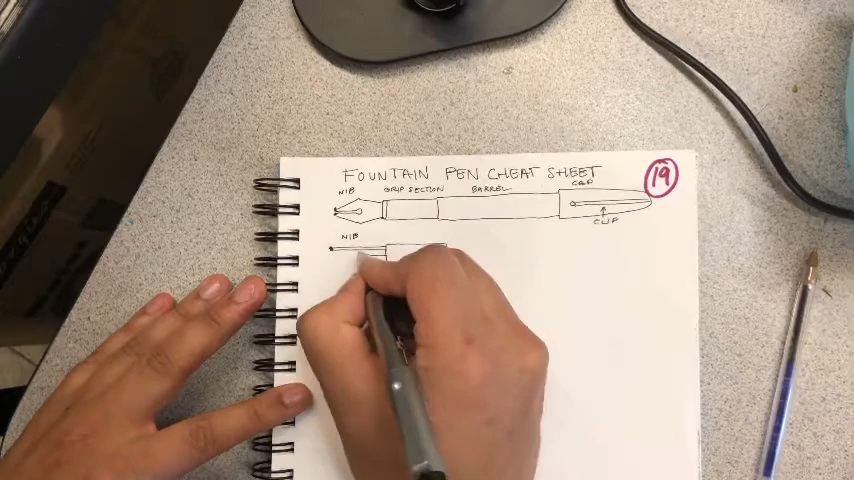 FOUNTAIN PEN CHEAT SHEET
19
NIB GRIP SECTION BARREL CAP
CLIP
NIB